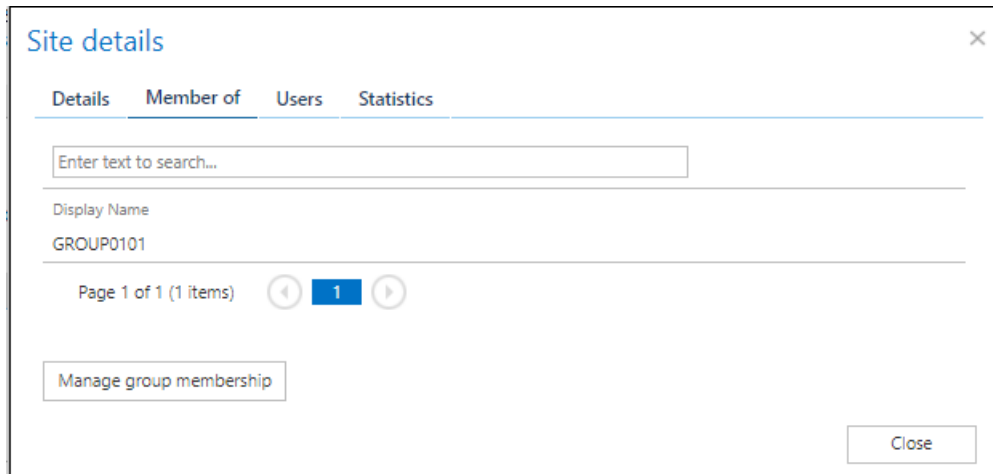 Site details
Details Member of Users Statistics
Enter text to search...
Display Name
GROUP0101
Page 1 of 1 (1 items) 1
Manage group membership
Close